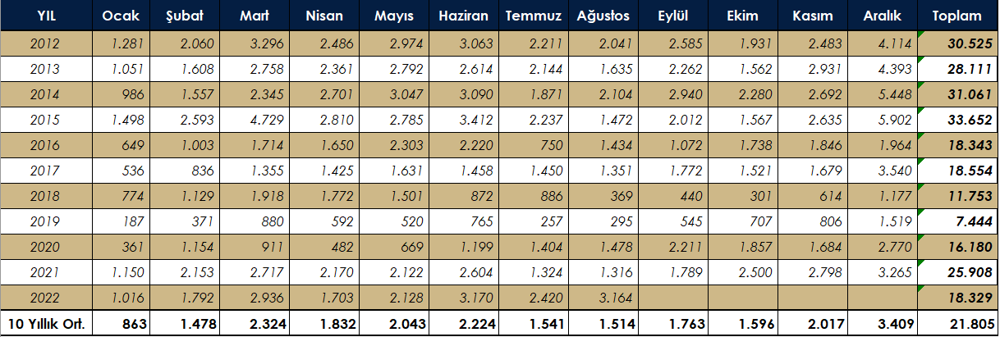 YIL Ocak Şubat Mart Nisan Mayıs Haziran Temmuz Ağustos Eylül Ekim Kasım Aralık Toplam
2012 1.281 2.060 3.296 2.486 2.974 3.063 2.211 2.041 2.585 1.931 2.483 4.114 30.525
2013 1.051 1.608 2.758 2.361 2.792 2.614 2.144 1.635 2.262 1.562 2.931 4.393 28.111
2014 986 1.557 2.345 2.701 3.047 3.090 1.871 2.104 2.940 2.280 2.692 5.448 31.061
2015 1.498 2.593 4.729 2.810 2.785 3.412 2.237 1.472 2.012 1.567 2.635 5.902 33.652
2016 649 1.003 1.714 1.650 2.303 2.220 750 1.434 1.072 1.738 1.846 1.964 18.343
2017 536 836 1.355 1.425 1.631 1.458 1.450 1.351 1.772 1.521 1.679 3.540 18.554
2018 774 1.129 1.918 1.772 1.501 872 886 369 440 301 614 1.177 11.753
2019 187 371 880 592 520 765 257 295 545 707 806 1.519 7.444
2020 361 1.154 911 482 669 1.199 1.404 1.478 2.211 1.857 1.684 2.770 16.180
2021 1.150 2.153 2.717 2.170 2.122 2.604 1.324 1.316 1.789 2.500 2.798 3.265 25.908
2022 1.016 1.792 2.936 1.703 2.128 3.170 2.420 3.164 18.329
10 Yıllık Ort. 863 1.478 2.324 1.832 2.043 2.224 1.541 1.514 1.763 1.596 2.017 3.409 21.805